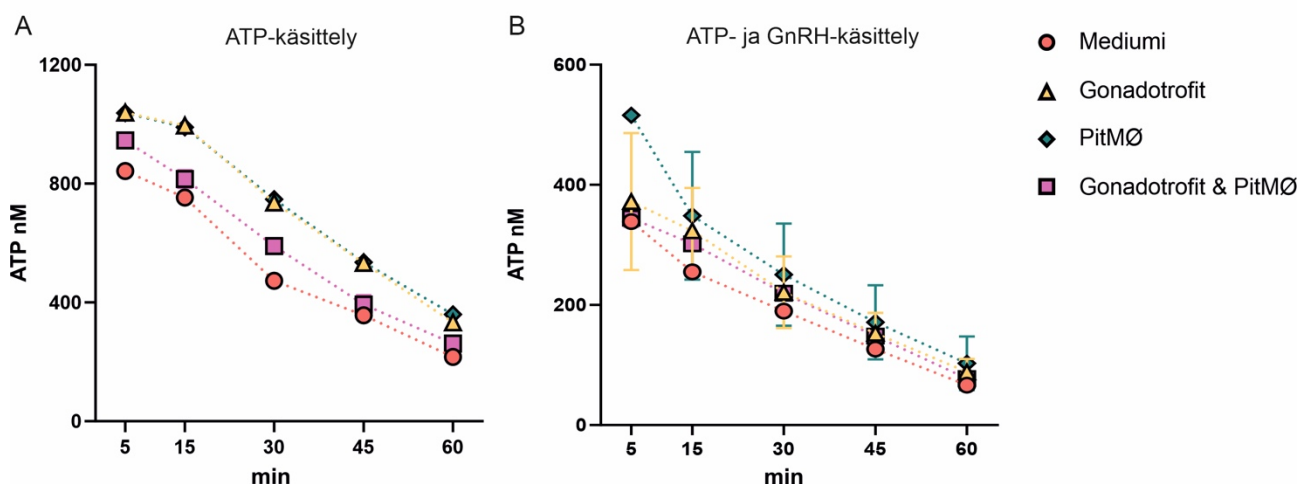 A
ATP-käsittely
1200
800
400
0
ATP nM
5 15 30 45 60
min
B
ATP- ja GnRH-käsittely
600
400
200
0
ATP nM
5 15 30 45 60
min
Mediumi
Gonadotrofit
PitMØ
Gonadotrofit & PitMØ